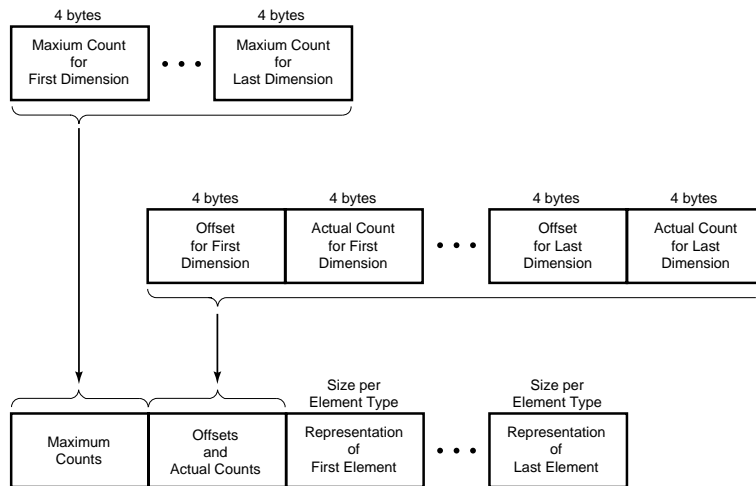 4 bytes
4 bytes
Maxium Count
for
First Dimension
• • •
Maxium Count
for
Last Dimension
4 bytes
4 bytes
4 bytes
4 bytes
Offset
for First
Dimension
Actual Count
for First
Dimension
• • •
Offset
for Last
Dimension
Actual Count
for Last
Dimension
Size per
Element Type
Size per
Element Type
Maximum
Counts
Offsets
and
Actual Counts
Representation
of
First Element
• • •
Representation
of
Last Element